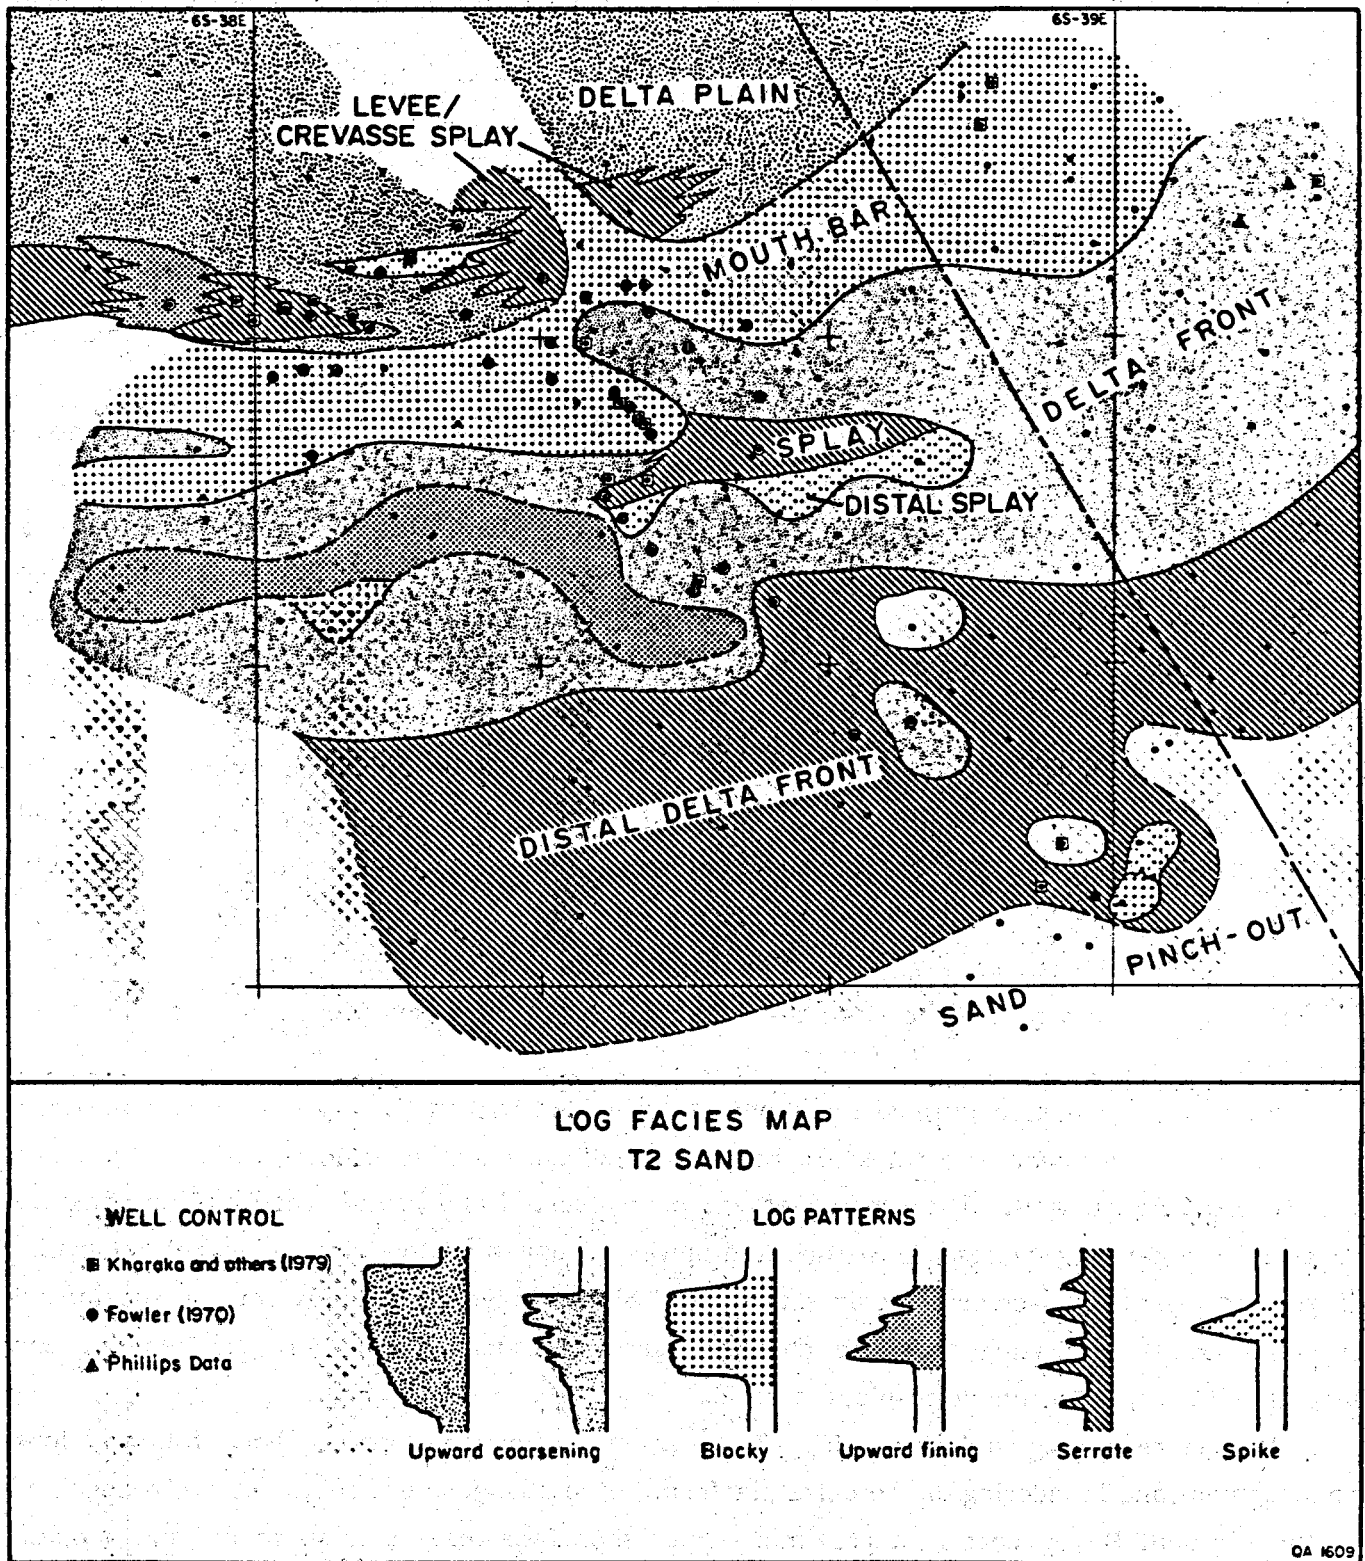 6S-38E
6S-39E
LEVEE/
CREVASSE SPLAY
DELTA PLAIN
MOUTH BAR
DELTA FRONT
SPLAY
DISTAL SPLAY
DISTAL DELTA FRONT
SAND PINCH-OUT
LOG FACIES MAP
T2 SAND
WELL CONTROL
Kharaka and others (1979)
Fowler (1970)
Phillips Data
LOG PATTERNS
Upward coarsening
Blocky
Upward fining
Serrate
Spike
QA 1609